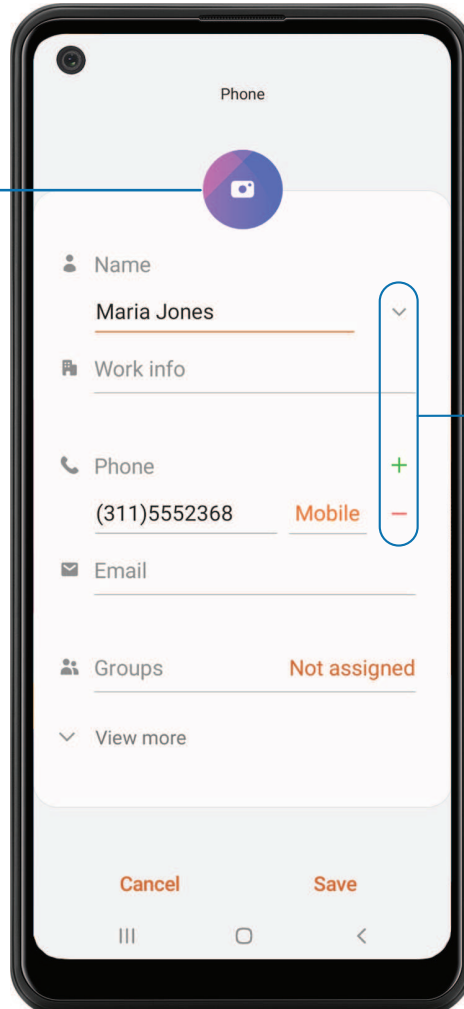 Phone
Name
Maria Jones
Work info
Phone
(311)5552368 Mobile
Email
Groups Not assigned
View more
Cancel Save